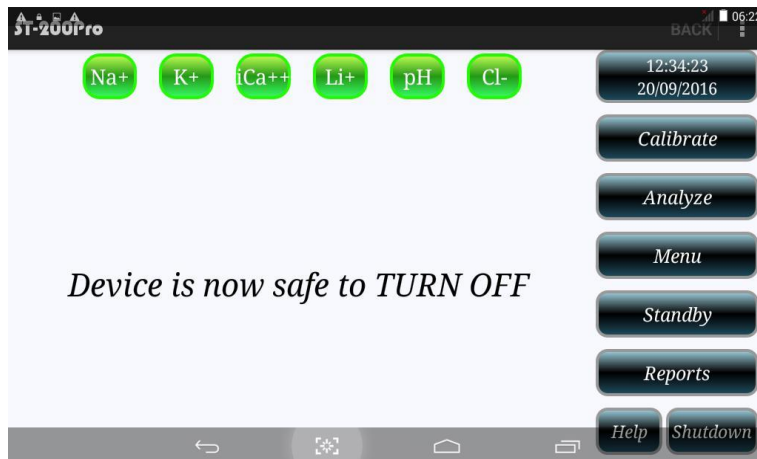 ST-200Pro
BACK
06:22
Na+ K+ iCa++ Li+ pH Cl-
12:34:23
20/09/2016
Calibrate
Analyze
Menu
Device is now safe to TURN OFF
Standby
Reports
Help Shutdown